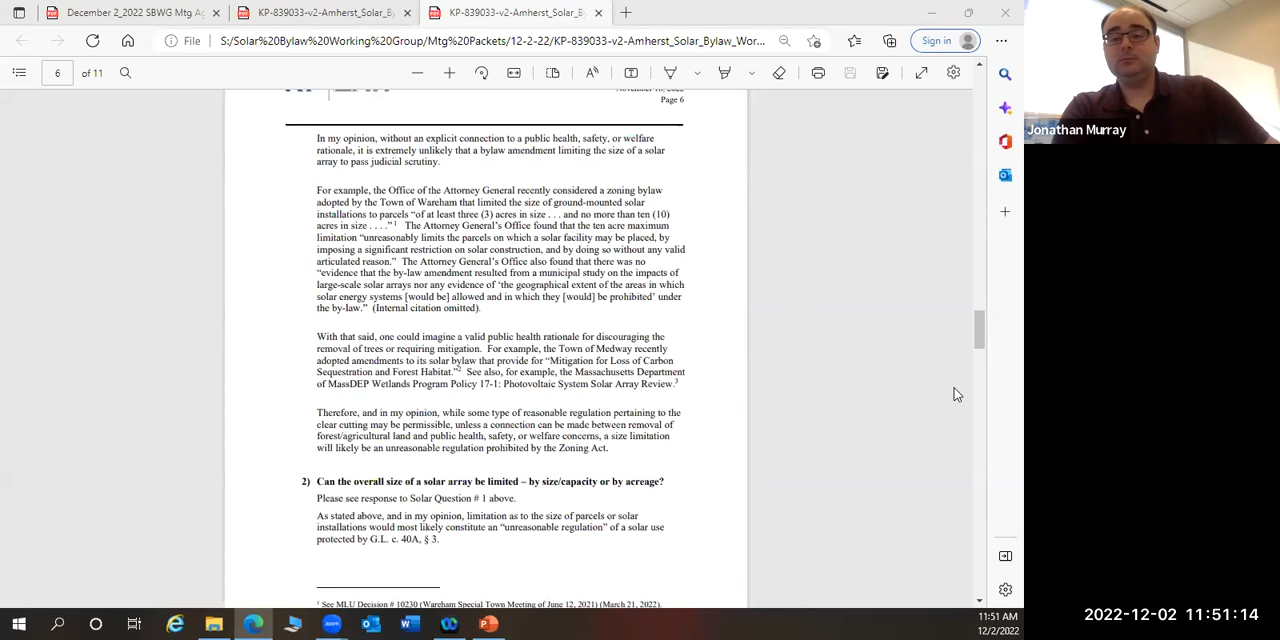 December 2_2022 SBWG Mtg Ag
KP-839033-v2-Amherst_Solar_By
KP-839033-v2-Amherst_Solar_By
File
S:/Solar%20Bylaw%20Working%20Group/Mtg%20Packets/12-2-22/KP-839033-v2-Amherst_Solar_Bylaw_Wor...
Sign in
6
of 11
Page 6
In my opinion, without an explicit connection to a public health, safety, or welfare
rationale, it is extremely unlikely that a bylaw amendment limiting the size of a solar
array to pass judicial scrutiny.
For example, the Office of the Attorney General recently considered a zoning bylaw
adopted by the Town of Wareham that limited the size of ground-mounted solar
installations to parcels “of at least three (3) acres in size . . . and no more than ten (10)
acres in size . . . .”1 The Attorney General’s Office found that the ten acre maximum
limitation “unreasonably limits the parcels on which a solar facility may be placed, by
imposing a significant restriction on solar construction, and by doing so without any valid
articulated reason.” The Attorney General’s Office also found that there was no
“evidence that the by-law amendment resulted from a municipal study on the impacts of
large-scale solar arrays nor any evidence of ‘the geographical extent of the areas in which
solar energy systems [would be] allowed and in which they [would] be prohibited’ under
the by-law.” (Internal citation omitted).
With that said, one could imagine a valid public health rationale for discouraging the
removal of trees or requiring mitigation. For example, the Town of Medway recently
adopted amendments to its solar bylaw that provide for “Mitigation for Loss of Carbon
Sequestration and Forest Habitat.”2 See also, for example, the Massachusetts Department
of MassDEP Wetlands Program Policy 17-1: Photovoltaic System Solar Array Review.3
Therefore, and in my opinion, while some type of reasonable regulation pertaining to the
clear cutting may be permissible, unless a connection can be made between removal of
forest/agricultural land and public health, safety, or welfare concerns, a size limitation
will likely be an unreasonable regulation prohibited by the Zoning Act.
2) Can the overall size of a solar array be limited – by size/capacity or by acreage?
Please see response to Solar Question # 1 above.
As stated above, and in my opinion, limitation as to the size of parcels or solar
installations would most likely constitute an “unreasonable regulation” of a solar use
protected by G.L. c. 40A, § 3.
1 See MLU Decision # 10230 (Wareham Special Town Meeting of June 12, 2021) (March 21, 2022).
Jonathan Murray
11:51 AM
12/2/2022
2022-12-02 11:51:14